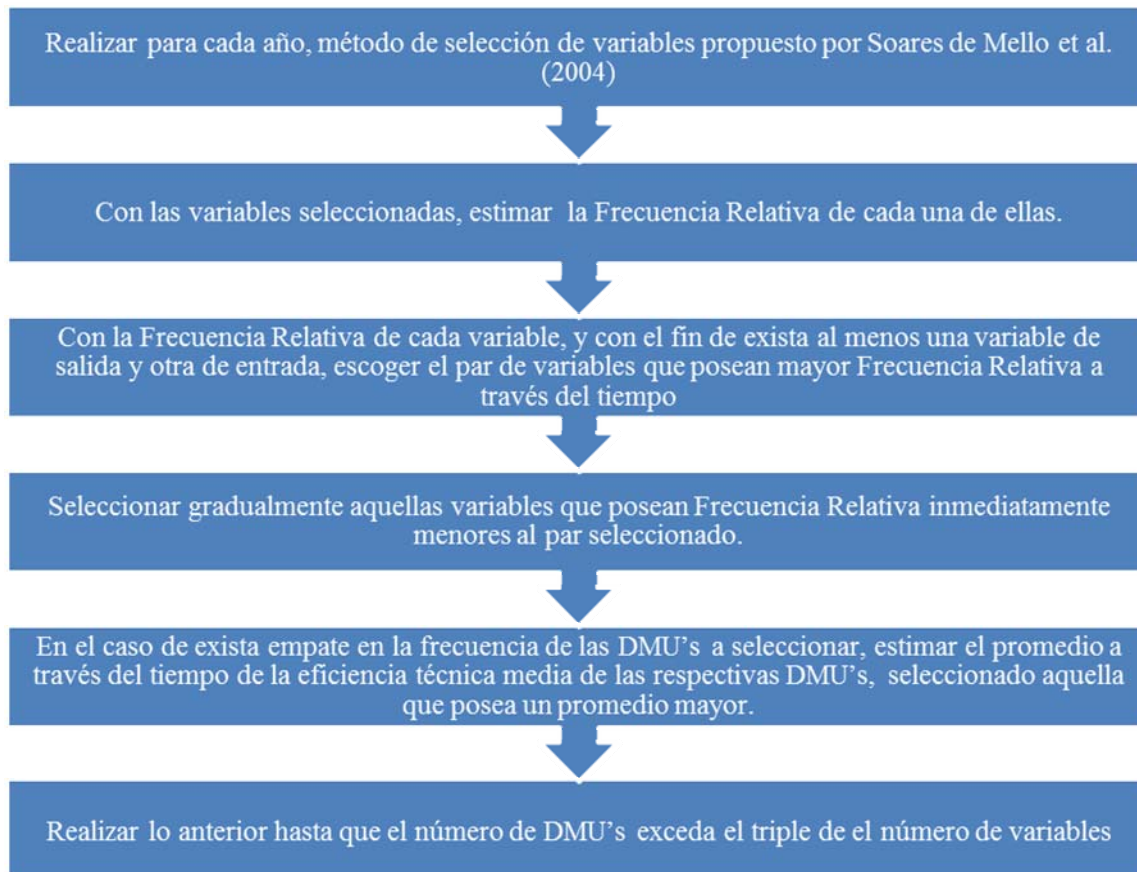 Realizar para cada año, método de selección de variables propuesto por Soares de Mello et al.
(2004)
Con las variables seleccionadas, estimar la Frecuencia Relativa de cada una de ellas.
Con la Frecuencia Relativa de cada variable, y con el fin de exista al menos una variable de
salida y otra de entrada, escoger el par de variables que posean mayor Frecuencia Relativa a
través del tiempo
Seleccionar gradualmente aquellas variables que posean Frecuencia Relativa inmediatamente
menores al par seleccionado.
En el caso de exista empate en la frecuencia de las DMU’s a seleccionar, estimar el promedio a
través del tiempo de la eficiencia técnica media de las respectivas DMU’s, seleccionado aquella
que posea un promedio mayor.
Realizar lo anterior hasta que el número de DMU’s exceda el triple de el número de variables